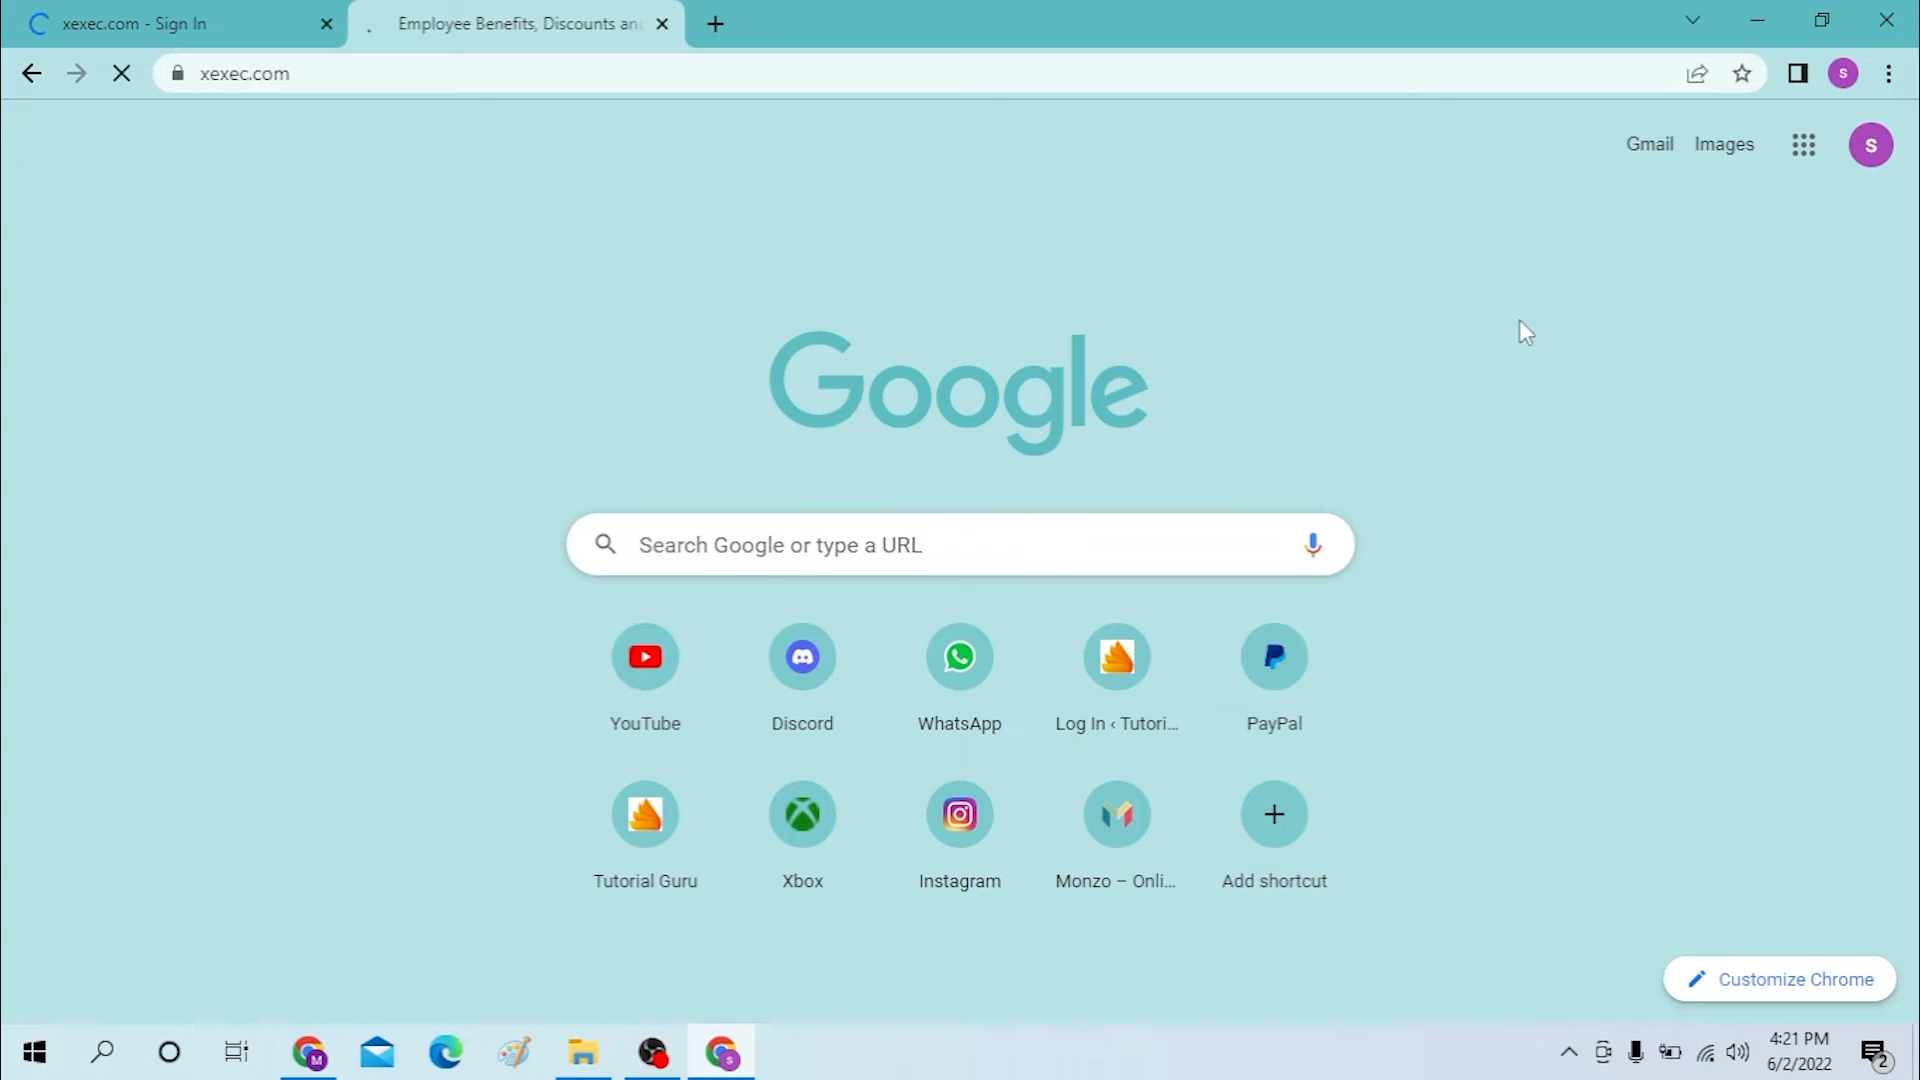 xexec.com - Sign In
Employee Benefits, Discounts an
xexec.com
S
Gmail
Images
S
Google
Search Google or type a URL
YouTube
Discord
WhatsApp
Log In ‹ Tutori...
PayPal
Tutorial Guru
Xbox
Instagram
Monzo – Onli...
Add shortcut
Customize Chrome
M
S
4:21 PM
6/2/2022
2